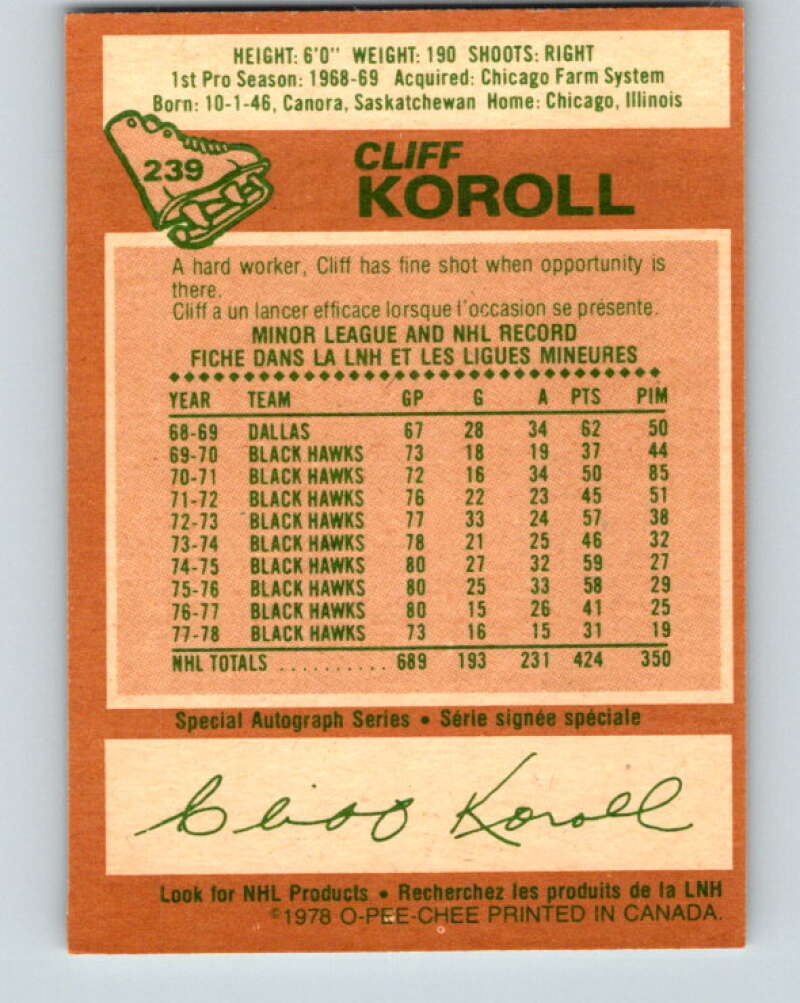 HEIGHT: 6'0" WEIGHT: 190 SHOOTS: RIGHT
1st Pro Season: 1968-69 Acquired: Chicago Farm System
Born: 10-1-46, Canora, Saskatchewan Home: Chicago, Illinois
239
CLIFF
KOROLL
A hard worker, Cliff has fine shot when opportunity is
there.
Cliff a un lancer efficace lorsque l'occasion se présente.
MINOR LEAGUE AND NHL RECORD
FICHE DANS LA LNH ET LES LIGUES MINEURES
YEAR TEAM GP G A PTS PIM
68-69 DALLAS 67 28 34 62 50
69-70 BLACK HAWKS 73 18 19 37 44
70-71 BLACK HAWKS 72 16 34 50 85
71-72 BLACK HAWKS 76 22 23 45 51
72-73 BLACK HAWKS 77 33 24 57 38
73-74 BLACK HAWKS 78 21 25 46 32
74-75 BLACK HAWKS 80 27 32 59 27
75-76 BLACK HAWKS 80 25 33 58 29
76-77 BLACK HAWKS 80 15 26 41 25
77-78 BLACK HAWKS 73 16 15 31 19
NHL TOTALS .......... 689 193 231 424 350
Special Autograph Series • Série signée spéciale
Cliff Koroll
Look for NHL Products • Recherchez les produits de la LNH
©1978 O-PEE-CHEE PRINTED IN CANADA.